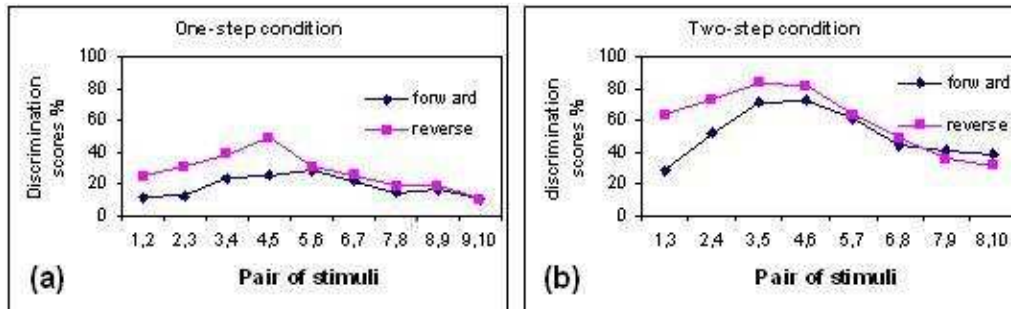 One-step condition
Discrimination
scores %
100
80
60
40
20
0
forw ard
reverse
1,2 2,3 3,4 4,5 5,6 6,7 7,8 8,9 9,10
(a) Pair of stimuli
Two-step condition
discrimination
scores %
100
80
60
40
20
0
forw ard
reverse
1,3 2,4 3,5 4,6 5,7 6,8 7,9 8,10
(b) Pair of stimuli